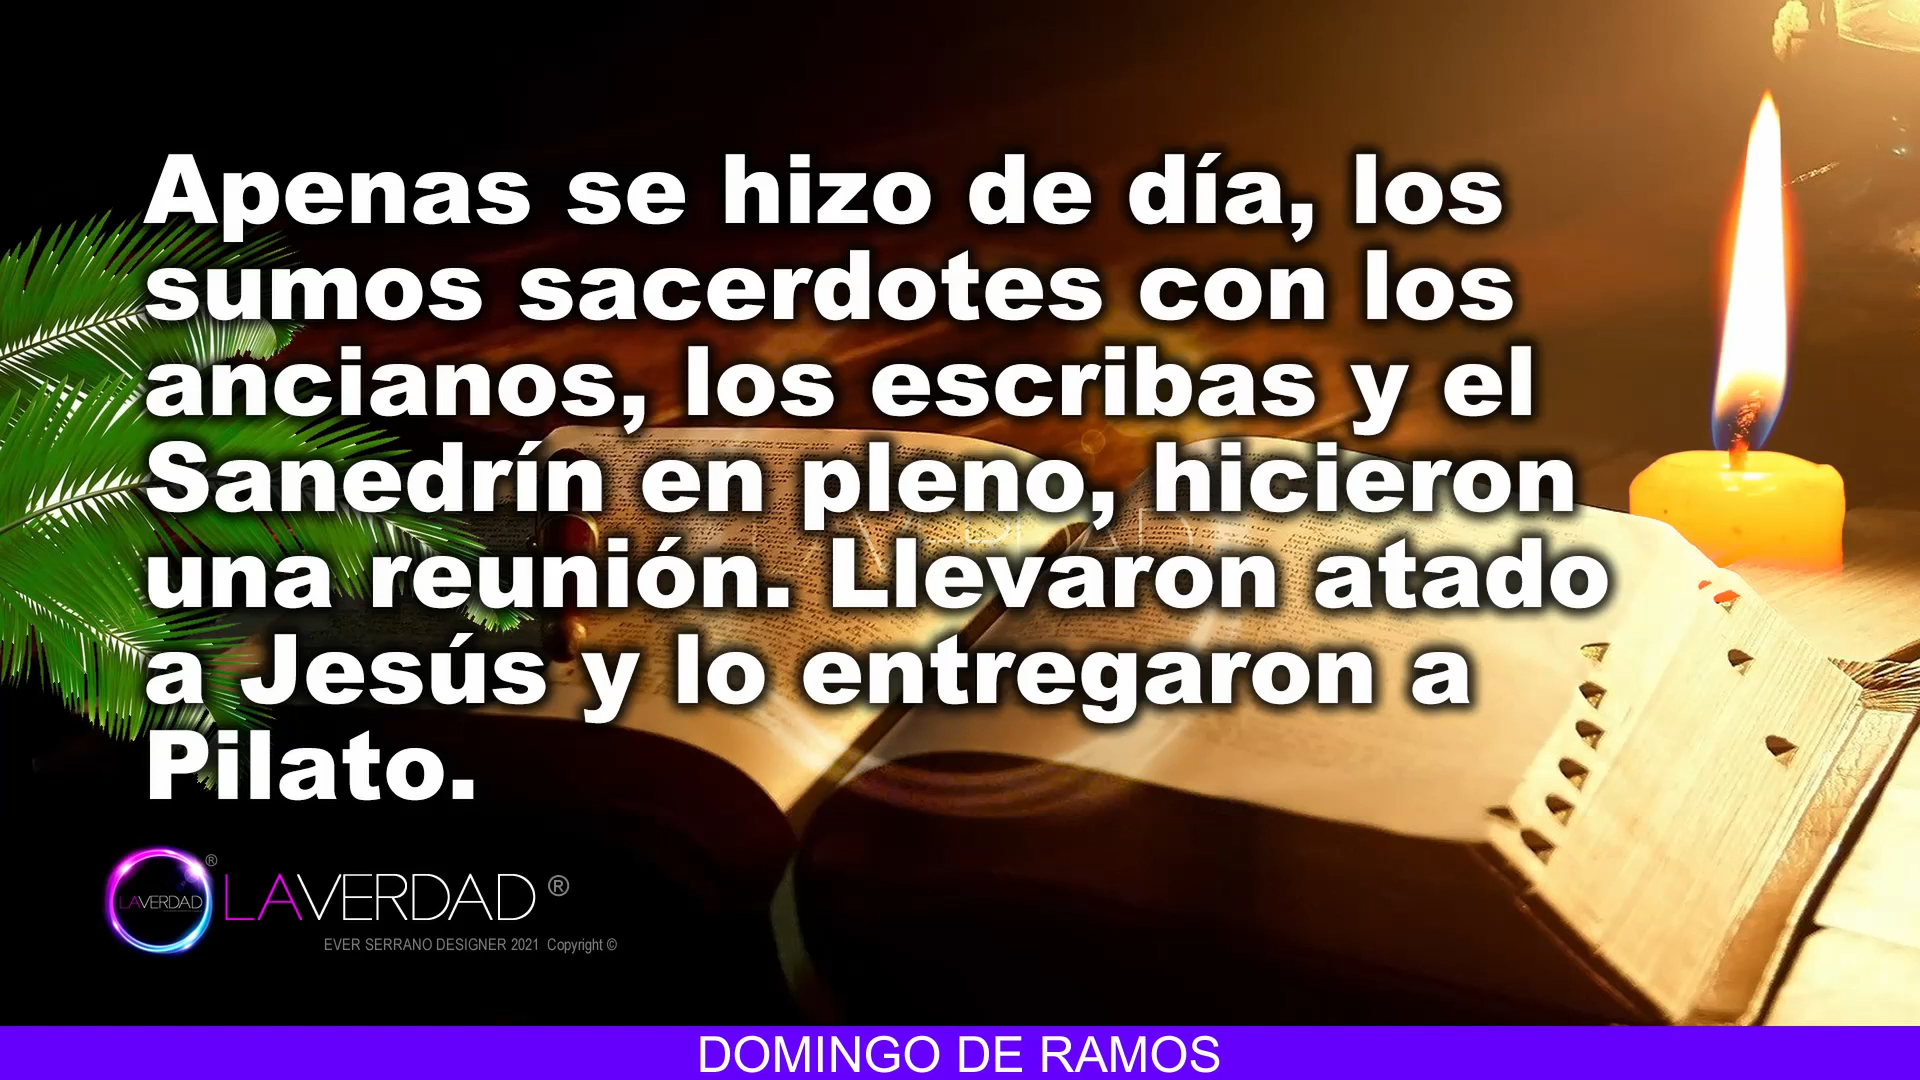 Apenas se hizo de día, los
sumos sacerdotes con los
ancianos, los escribas y el
Sanedrín en pleno, hicieron
una reunión. Llevaron atado
a Jesús y lo entregaron a
Pilato.
LAVERDAD ®
LAVERDAD ®
EVER SERRANO DESIGNER 2021 Copyright ©
DOMINGO DE RAMOS